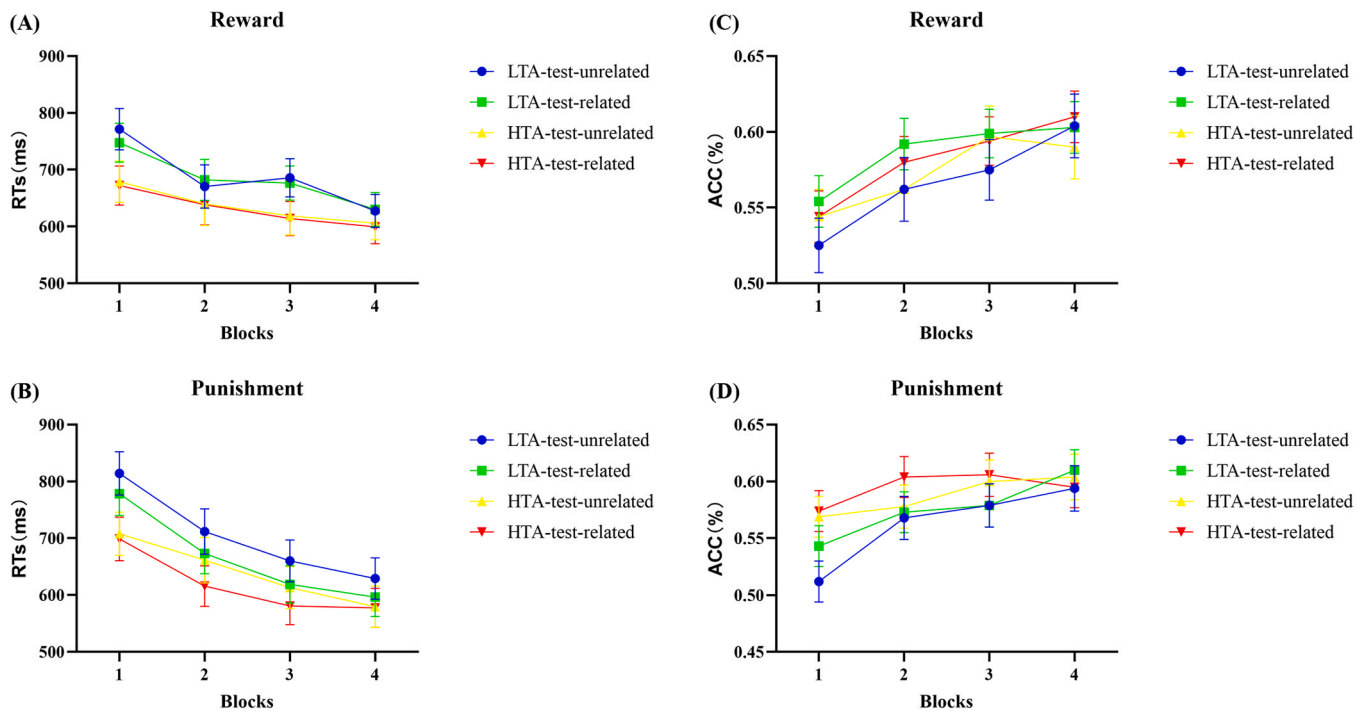 (A)
Reward
RTs(ms)
900
800
700
600
500
1 2 3 4
Blocks
LTA-test-unrelated
LTA-test-related
HTA-test-unrelated
HTA-test-related
(C)
Reward
ACC(%)
0.65
0.60
0.55
0.50
1 2 3 4
Blocks
LTA-test-unrelated
LTA-test-related
HTA-test-unrelated
HTA-test-related
(B)
Punishment
RTs(ms)
900
800
700
600
500
1 2 3 4
Blocks
LTA-test-unrelated
LTA-test-related
HTA-test-unrelated
HTA-test-related
(D)
Punishment
ACC(%)
0.65
0.60
0.55
0.50
0.45
1 2 3 4
Blocks
LTA-test-unrelated
LTA-test-related
HTA-test-unrelated
HTA-test-related